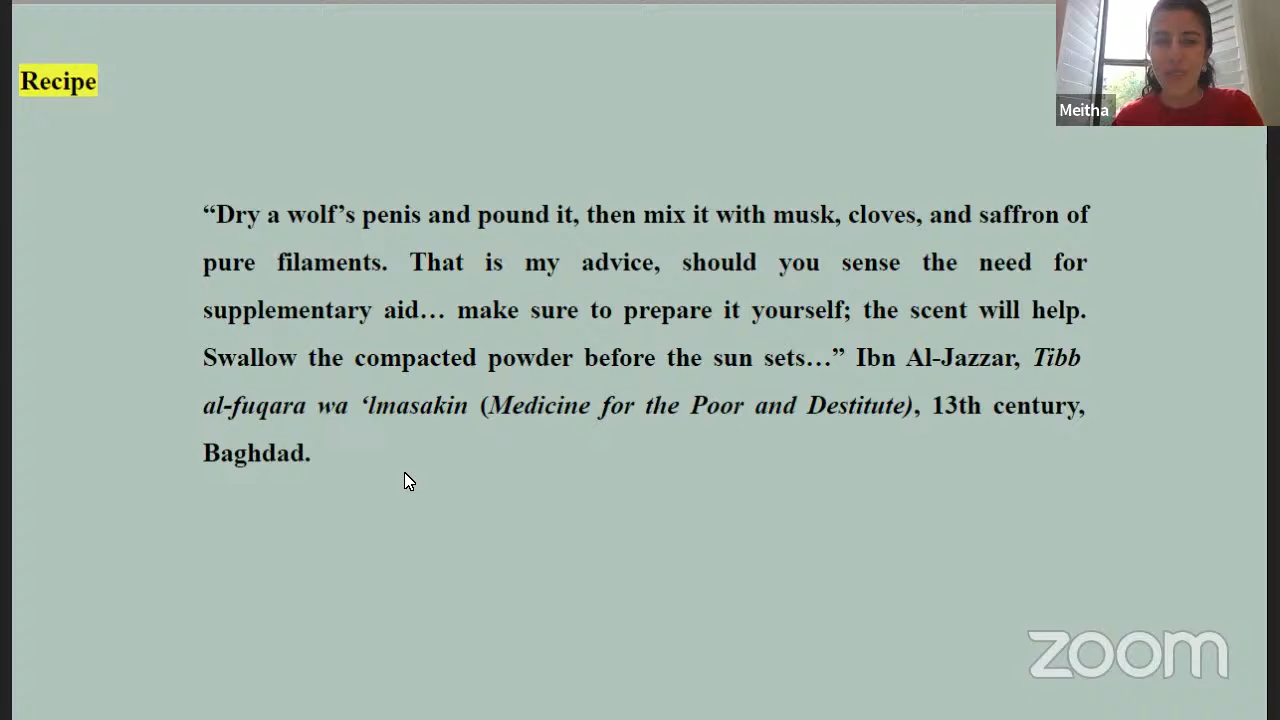 Recipe
Meitha
“Dry a wolf’s penis and pound it, then mix it with musk, cloves, and saffron of
pure filaments. That is my advice, should you sense the need for
supplementary aid… make sure to prepare it yourself; the scent will help.
Swallow the compacted powder before the sun sets…” Ibn Al-Jazzar, Tibb
al-fuqara wa ‘lmasakin (Medicine for the Poor and Destitute), 13th century,
Baghdad.
zoom